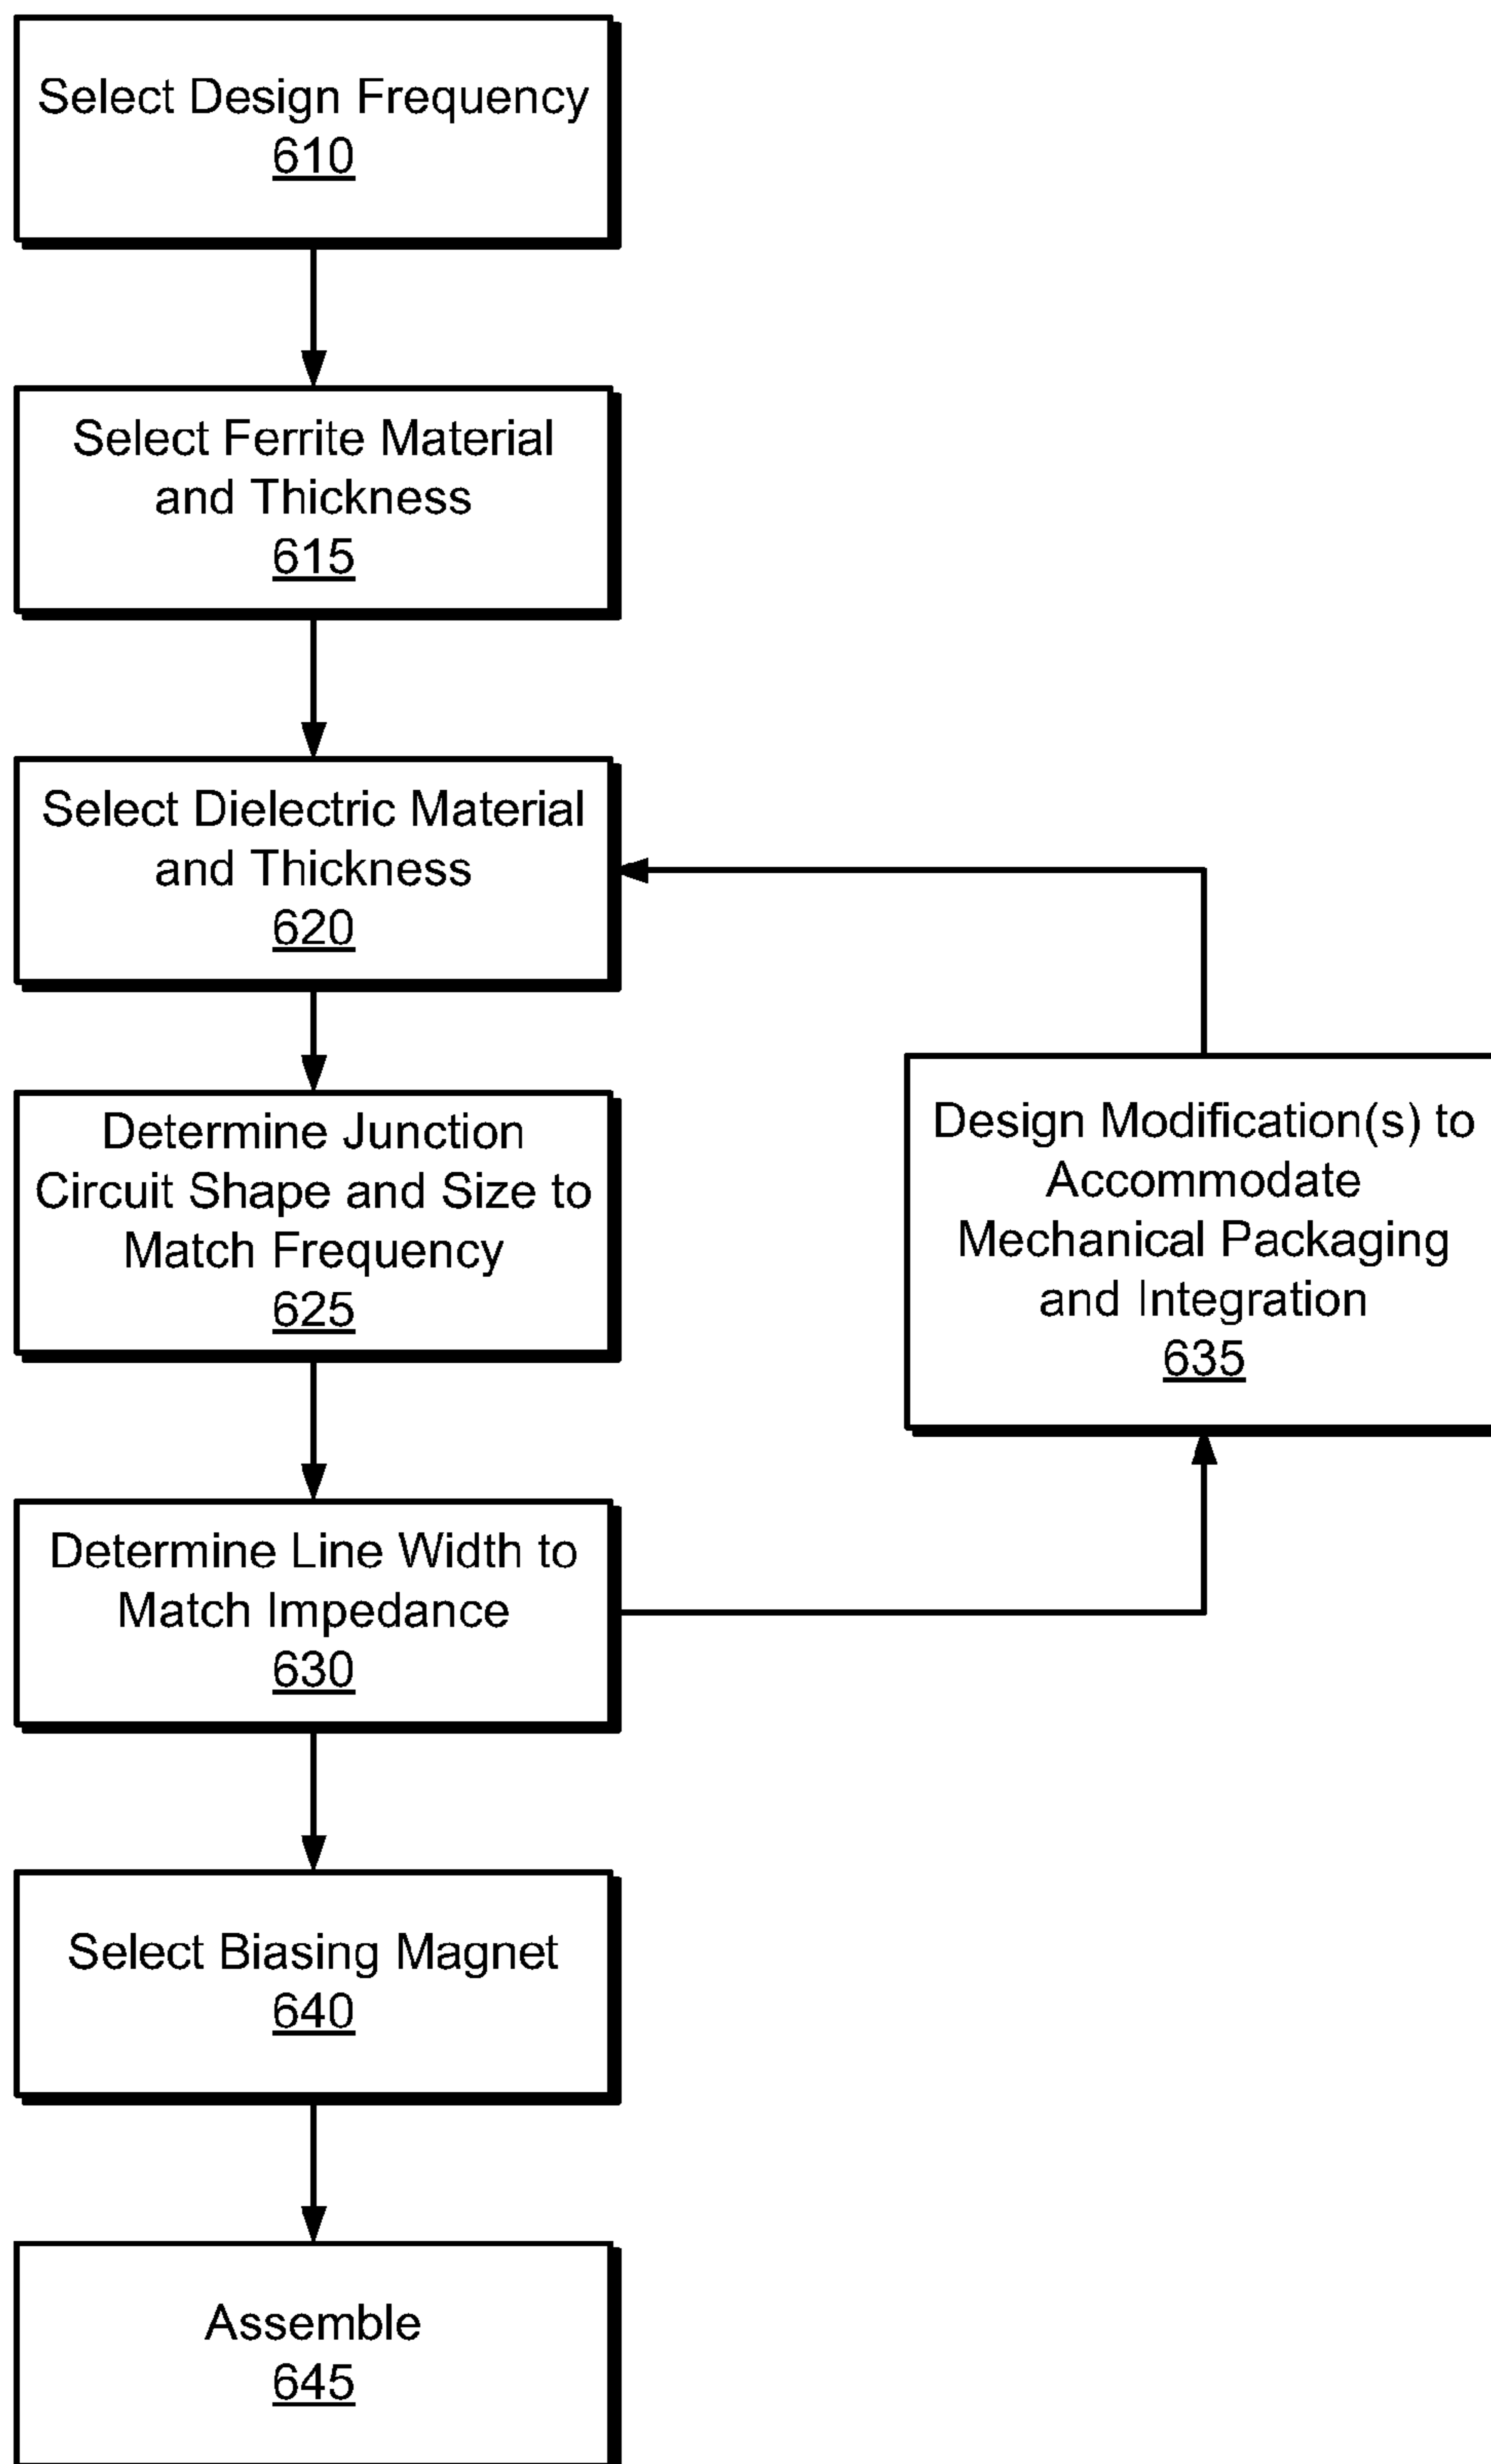 Select Design Frequency
610
Select Ferrite Material
and Thickness
615
Select Dielectric Material
and Thickness
620
Determine Junction
Circuit Shape and Size to
Match Frequency
625
Design Modification(s) to
Accommodate
Mechanical Packaging
and Integration
635
Determine Line Width to
Match Impedance
630
Select Biasing Magnet
640
Assemble
645